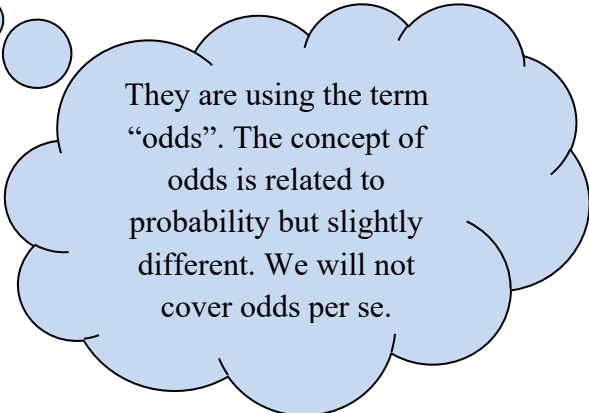 They are using the term
“odds”. The concept of
odds is related to
probability but slightly
different. We will not
cover odds per se.